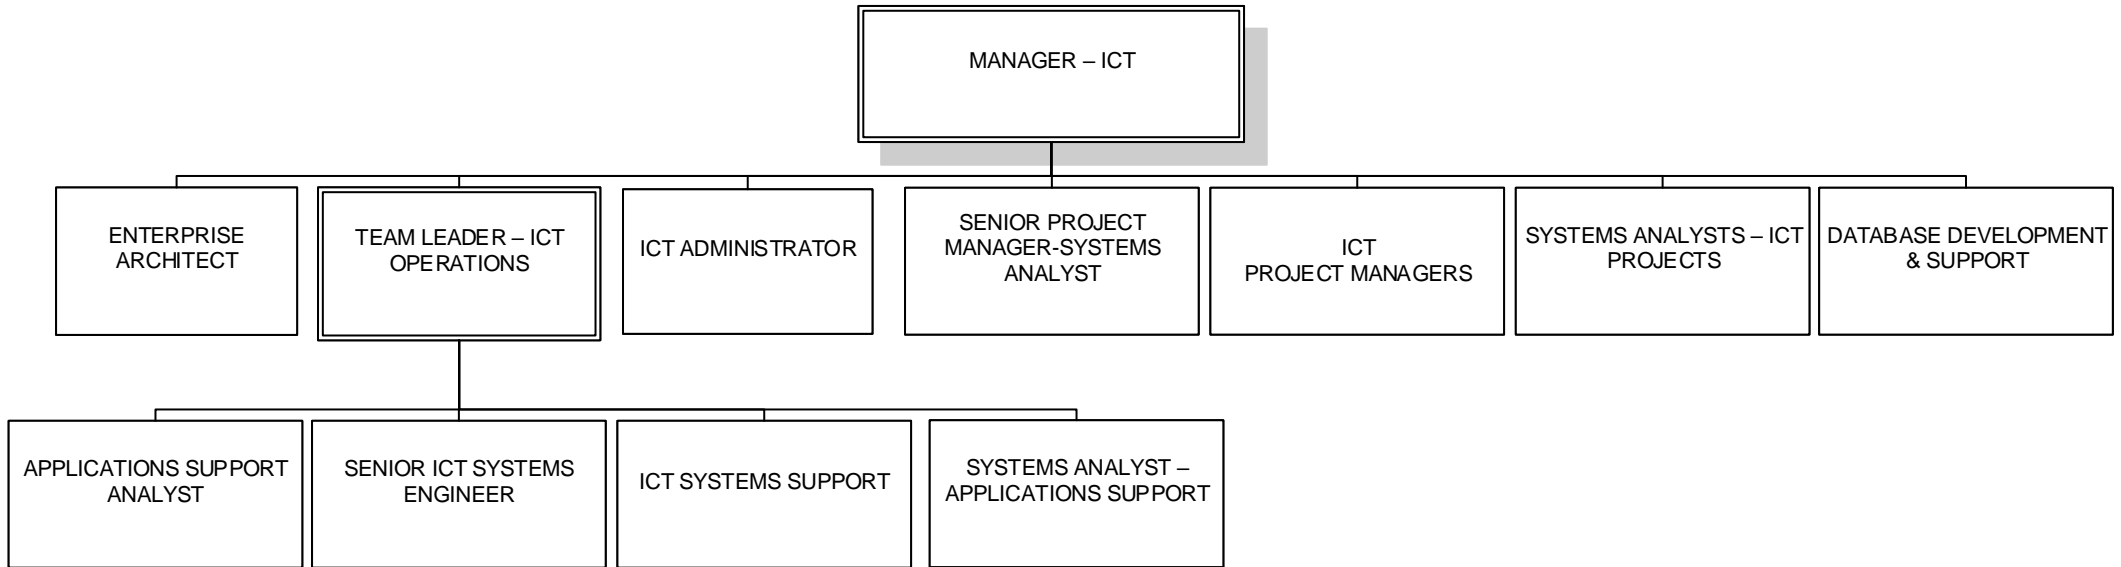 MANAGER – ICT
ENTERPRISE
ARCHITECT
TEAM LEADER – ICT
OPERATIONS
ICT ADMINISTRATOR
SENIOR PROJECT
MANAGER-SYSTEMS
ANALYST
ICT
PROJECT MANAGERS
SYSTEMS ANALYSTS – ICT
PROJECTS
DATABASE DEVELOPMENT
& SUPPORT
APPLICATIONS SUPPORT
ANALYST
SENIOR ICT SYSTEMS
ENGINEER
ICT SYSTEMS SUPPORT
SYSTEMS ANALYST –
APPLICATIONS SUPPORT